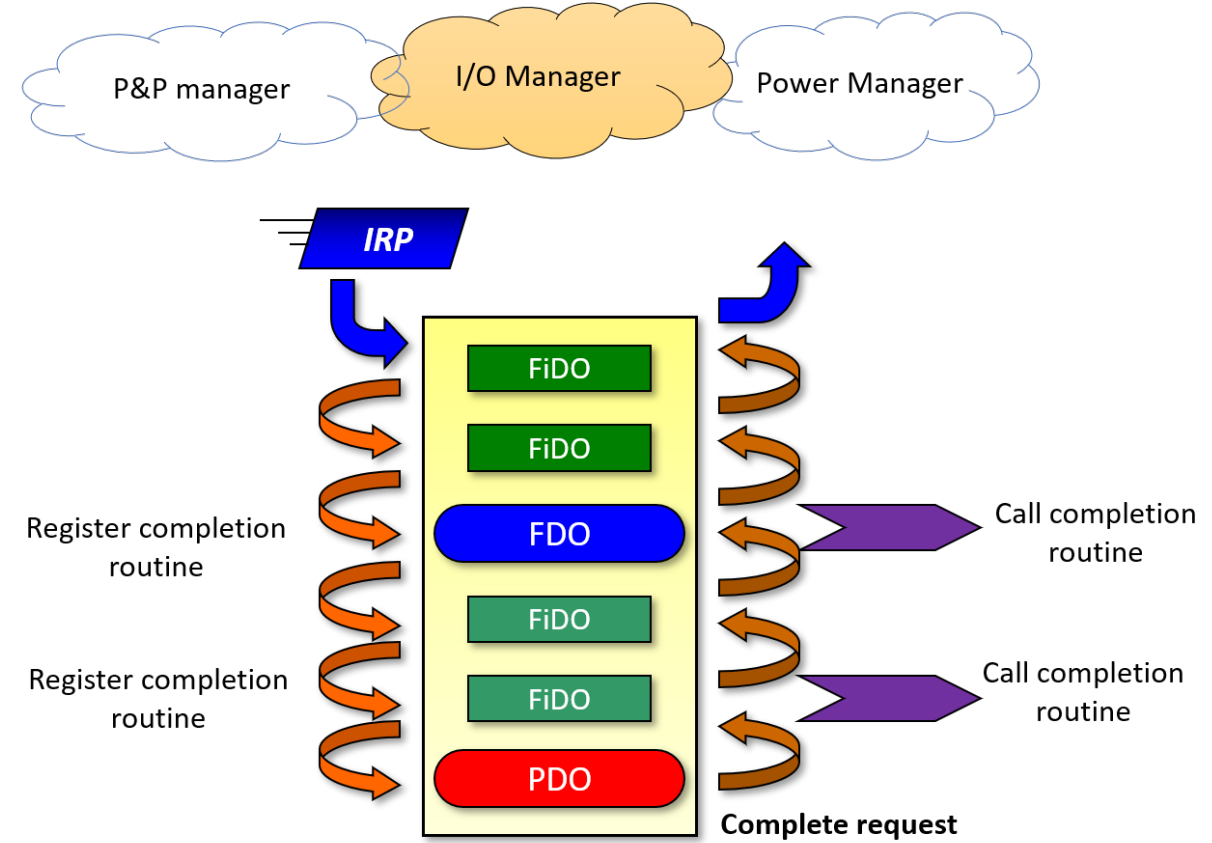 P&P manager
I/O Manager
Power Manager
IRP
FiDO
FiDO
Register completion
routine
FDO
Call completion
routine
FiDO
Register completion
routine
FiDO
Call completion
routine
PDO
Complete request